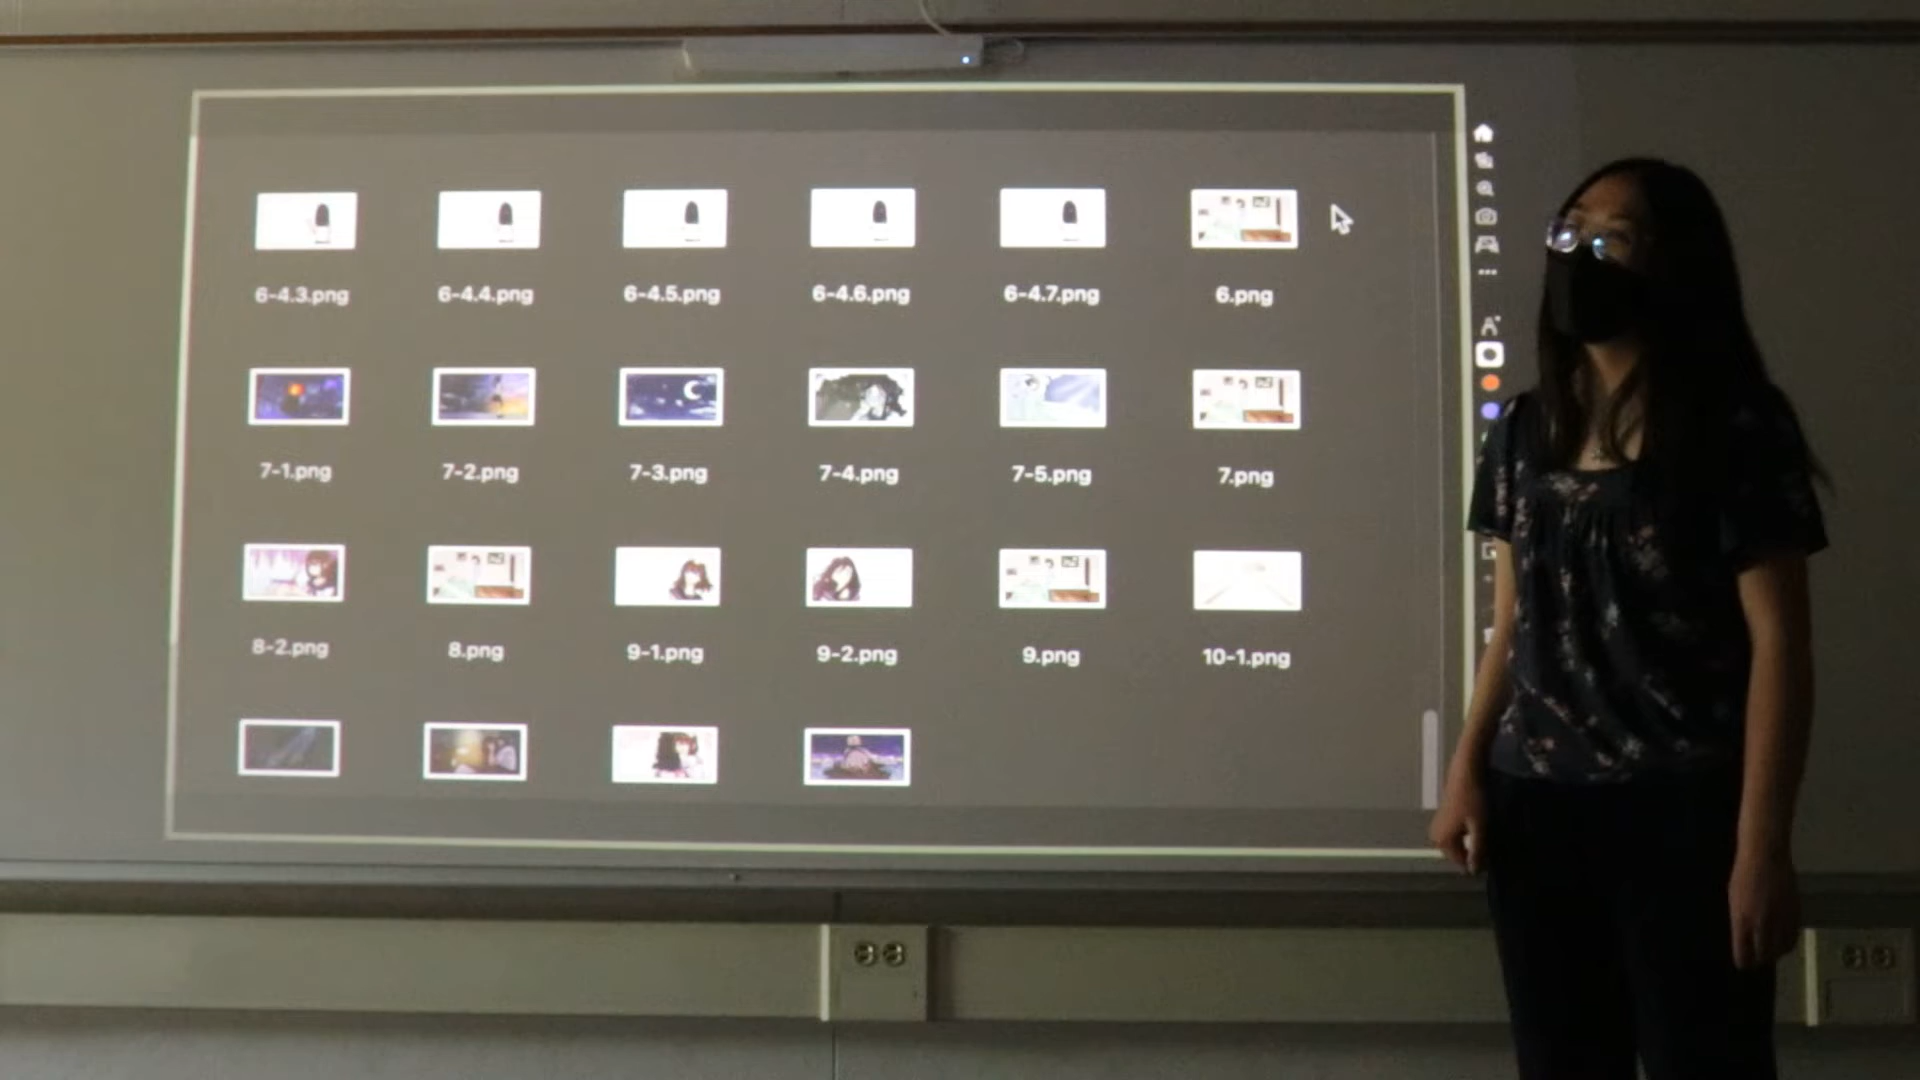 6-4.3.png 6-4.4.png 6-4.5.png 6-4.6.png 6-4.7.png 6.png
7-1.png 7-2.png 7-3.png 7-4.png 7-5.png 7.png
8-2.png 8.png 9-1.png 9-2.png 9.png 10-1.png